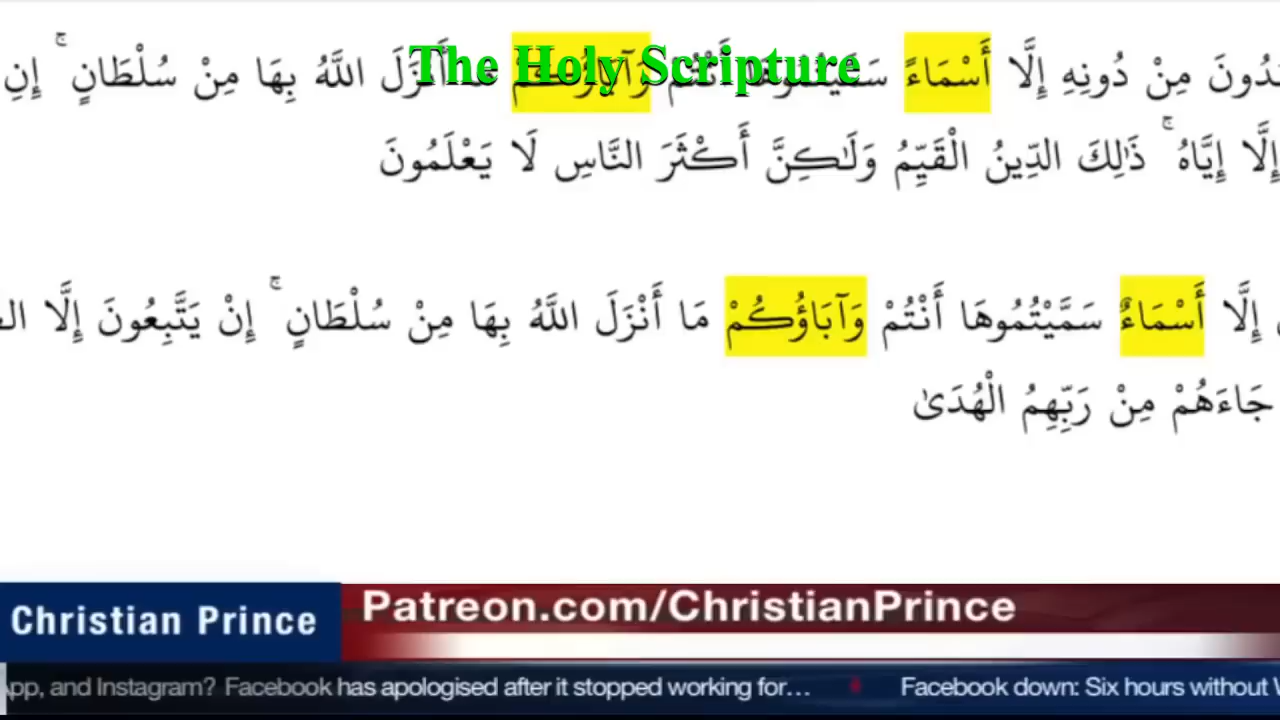 The Holy Scripture
دُونَ مِنْ دُونِهِ إِلَّا أَسْمَاءً سَمَّيْتُمُوهَا أَنْتُمْ وَآبَاؤُكُمْ أَنْزَلَ اللَّهُ بِهَا مِنْ سُلْطَانٍ ۚ إِنِ
إِلَّا إِيَّاهُ ۚ ذَٰلِكَ الدِّينُ الْقَيِّمُ وَلَٰكِنَّ أَكْثَرَ النَّاسِ لَا يَعْلَمُونَ
إِلَّا أَسْمَاءٌ سَمَّيْتُمُوهَا أَنْتُمْ وَآبَاؤُكُمْ مَا أَنْزَلَ اللَّهُ بِهَا مِنْ سُلْطَانٍ ۚ إِنْ يَتَّبِعُونَ إِلَّا
جَاءَهُمْ مِنْ رَبِّهِمُ الْهُدَىٰ
Christian Prince
Patreon.com/ChristianPrince
App, and Instagram? Facebook has apologised after it stopped working for… Facebook down: Six hours without